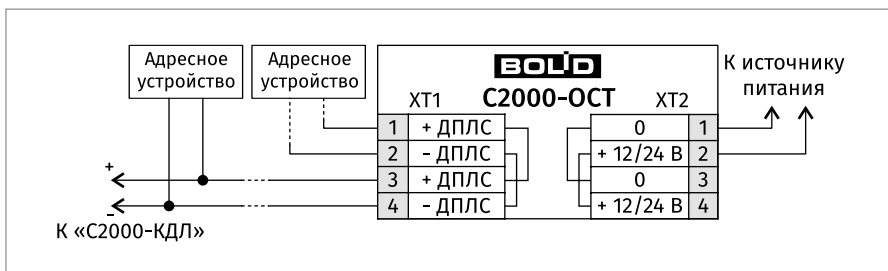 Адресное
устройство
Адресное
устройство
BOLID
С2000-ОСТ
К источнику
питания
XT1
XT2
1 + ДПЛС
2 - ДПЛС
3 + ДПЛС
4 - ДПЛС
0 1
+ 12/24 В 2
0 3
+ 12/24 В 4
+
-
К «С2000-КДЛ»